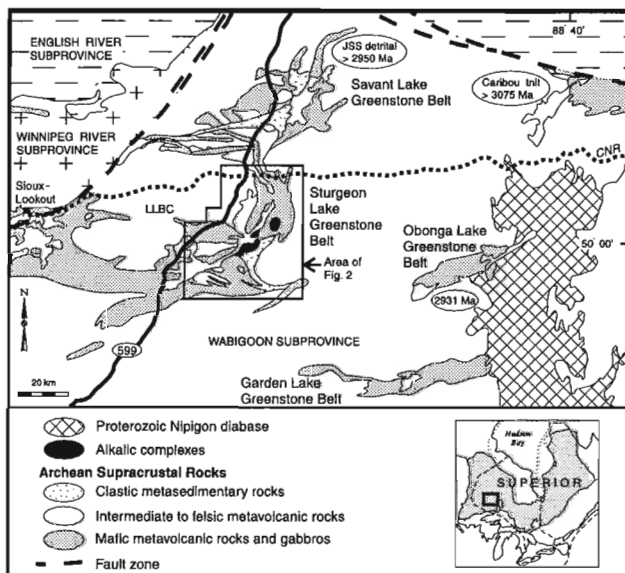 ENGLISH RIVER
SUBPROVINCE
WINNIPEG RIVER
SUBPROVINCE
Sioux-
Lookout
LLBC
JSS detrital
> 2950 Ma
Savant Lake
Greenstone Belt
88 40'
Caribou tnlt
> 3075 Ma
CNR
Sturgeon
Lake
Greenstone
Belt
Area of
Fig. 2
Obonga Lake
Greenstone
Belt
50 00'
2931 Ma
N
599
WABIGOON SUBPROVINCE
20 km
Garden Lake
Greenstone Belt
Proterozoic Nipigon diabase
Alkalic complexes
Archean Supracrustal Rocks
Clastic metasedimentary rocks
Intermediate to felsic metavolcanic rocks
Mafic metavolcanic rocks and gabbros
Fault zone
Hudson
Bay
SUPERIOR